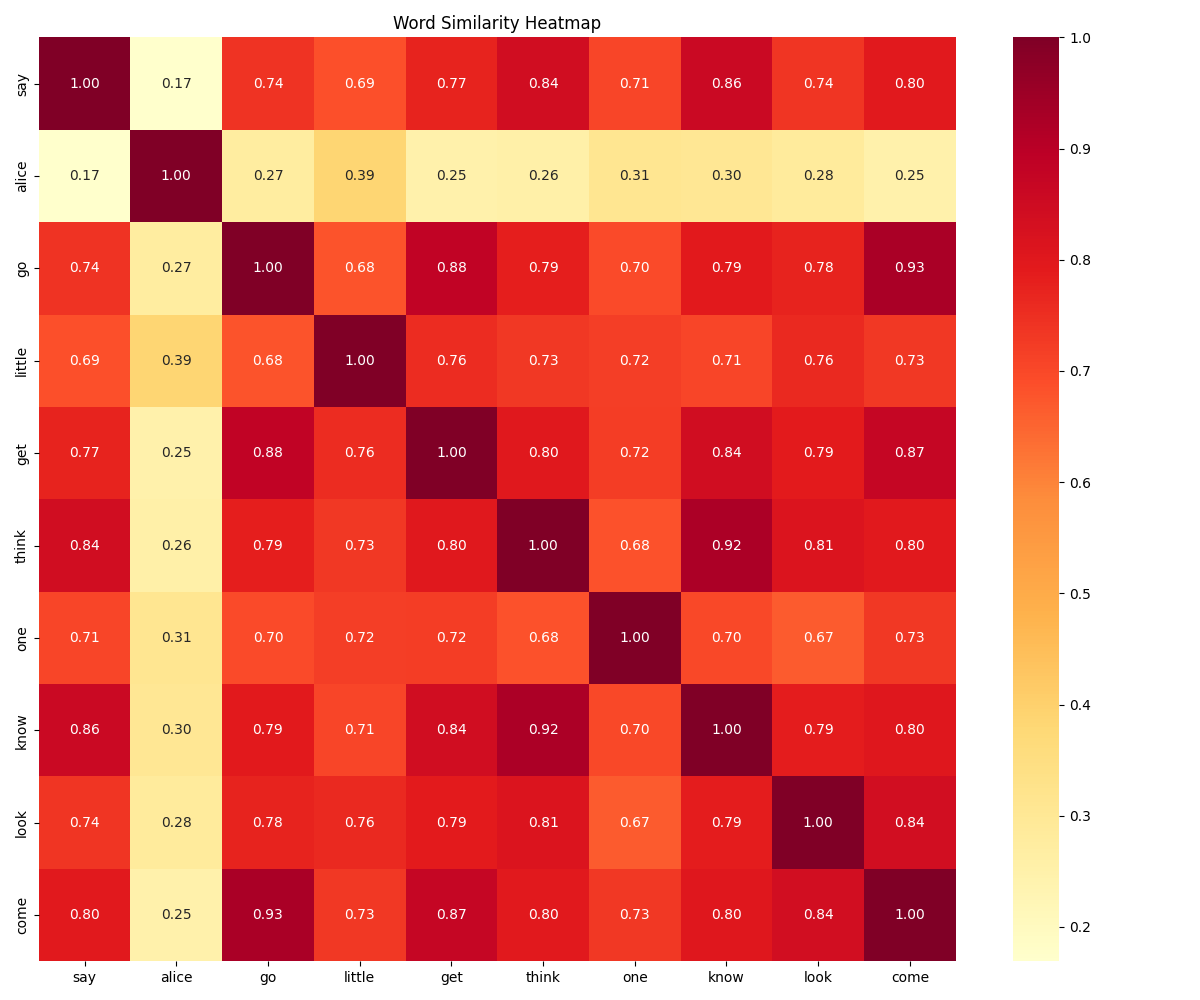 Word Similarity Heatmap
say 1.00 0.17 0.74 0.69 0.77 0.84 0.71 0.86 0.74 0.80
alice 0.17 1.00 0.27 0.39 0.25 0.26 0.31 0.30 0.28 0.25
go 0.74 0.27 1.00 0.68 0.88 0.79 0.70 0.79 0.78 0.93
little 0.69 0.39 0.68 1.00 0.76 0.73 0.72 0.71 0.76 0.73
get 0.77 0.25 0.88 0.76 1.00 0.80 0.72 0.84 0.79 0.87
think 0.84 0.26 0.79 0.73 0.80 1.00 0.68 0.92 0.81 0.80
one 0.71 0.31 0.70 0.72 0.72 0.68 1.00 0.70 0.67 0.73
know 0.86 0.30 0.79 0.71 0.84 0.92 0.70 1.00 0.79 0.80
look 0.74 0.28 0.78 0.76 0.79 0.81 0.67 0.79 1.00 0.84
come 0.80 0.25 0.93 0.73 0.87 0.80 0.73 0.80 0.84 1.00
say alice go little get think one know look come
1.0
0.9
0.8
0.7
0.6
0.5
0.4
0.3
0.2